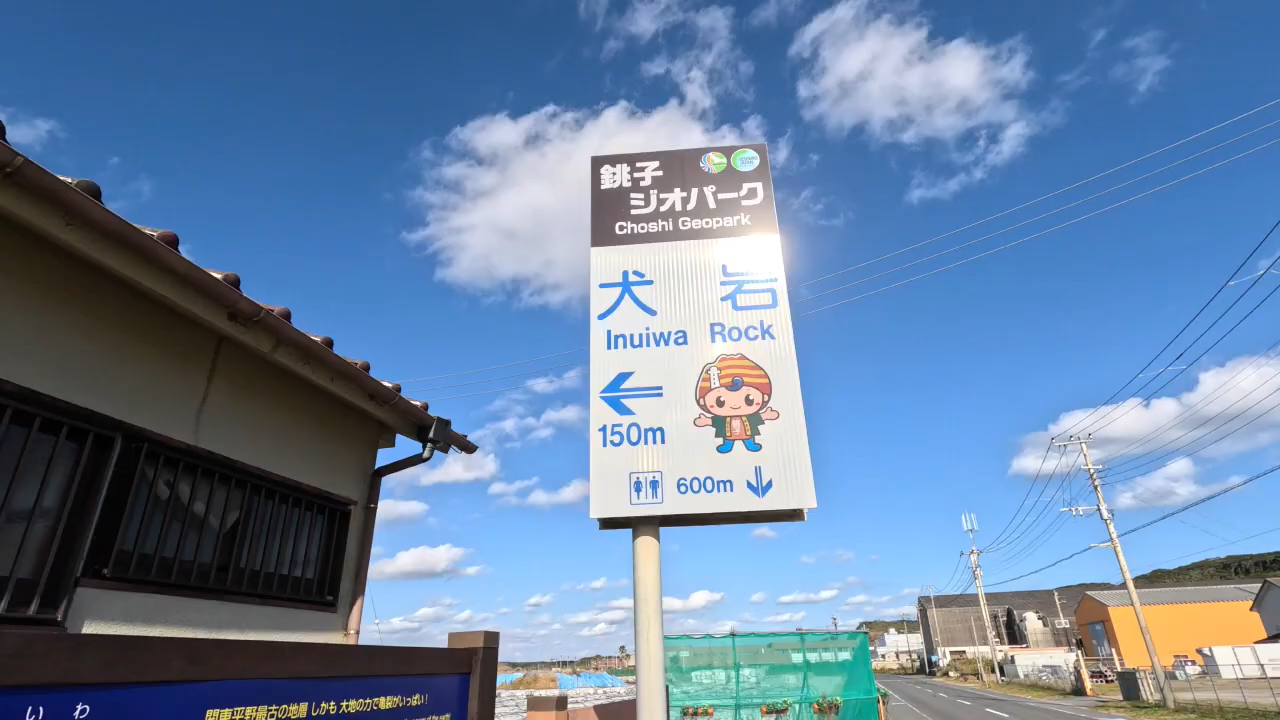 銚子
ジオパーク
Choshi Geopark
犬 岩
Inuiwa Rock
150m
600m
いわ
関東平野最古の地層 しかも 大地の力で亀裂がいっぱい!